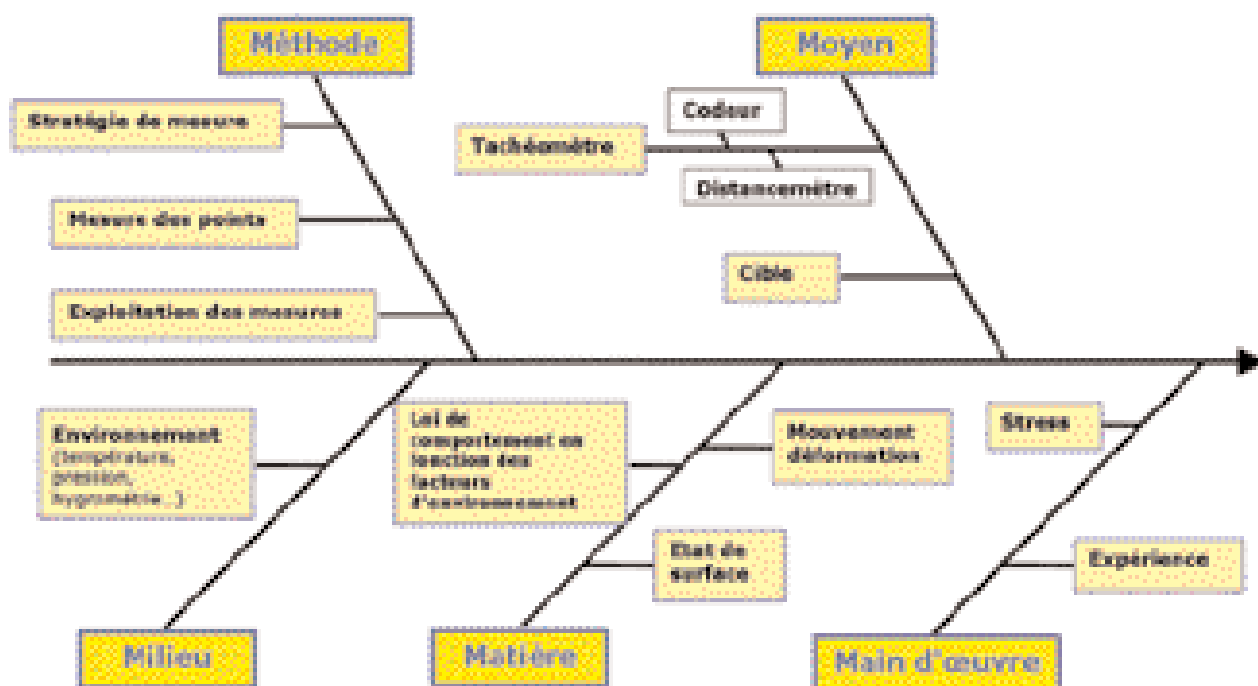 Méthode
Moyen
Stratégie de mesure
Codeur
Tachéomètre
Distancemètre
Mesure des points
Cible
Exploitation des mesures
Environnement
(température,
pression,
hygrométrie...)
Loi de
comportement en
fonction des
facteurs
d'environnement
Mouvement
déformation
Stress
Etat de
surface
Expérience
Milieu
Matière
Main d'œuvre